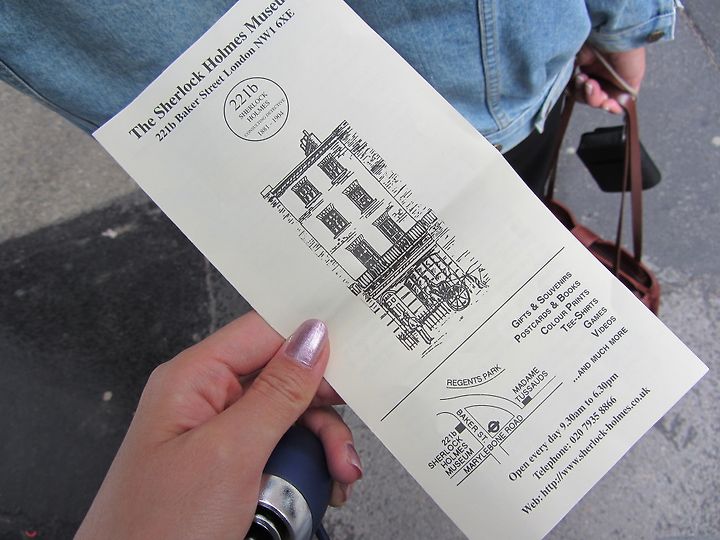 The Sherlock Holmes Museu
221b Baker Street London NW1 6XE
221b
SHERLOCK
HOLMES
CONSULTING DETECTIVE
1881–1904
GIFTS & SOUVENIRS
POSTCARDS & BOOKS
COLOUR PRINTS
TEE-SHIRTS
GAMES
VIDEOS
...AND MUCH MORE
REGENTS PARK
MADAME
TUSSAUDS
BAKER ST.
MARYLEBONE ROAD
221b
SHERLOCK
HOLMES
MUSEUM
Open every day 9.30am to 6.30pm
Telephone: 020 7935 8866
Web: http://www.sherlock-holmes.co.uk